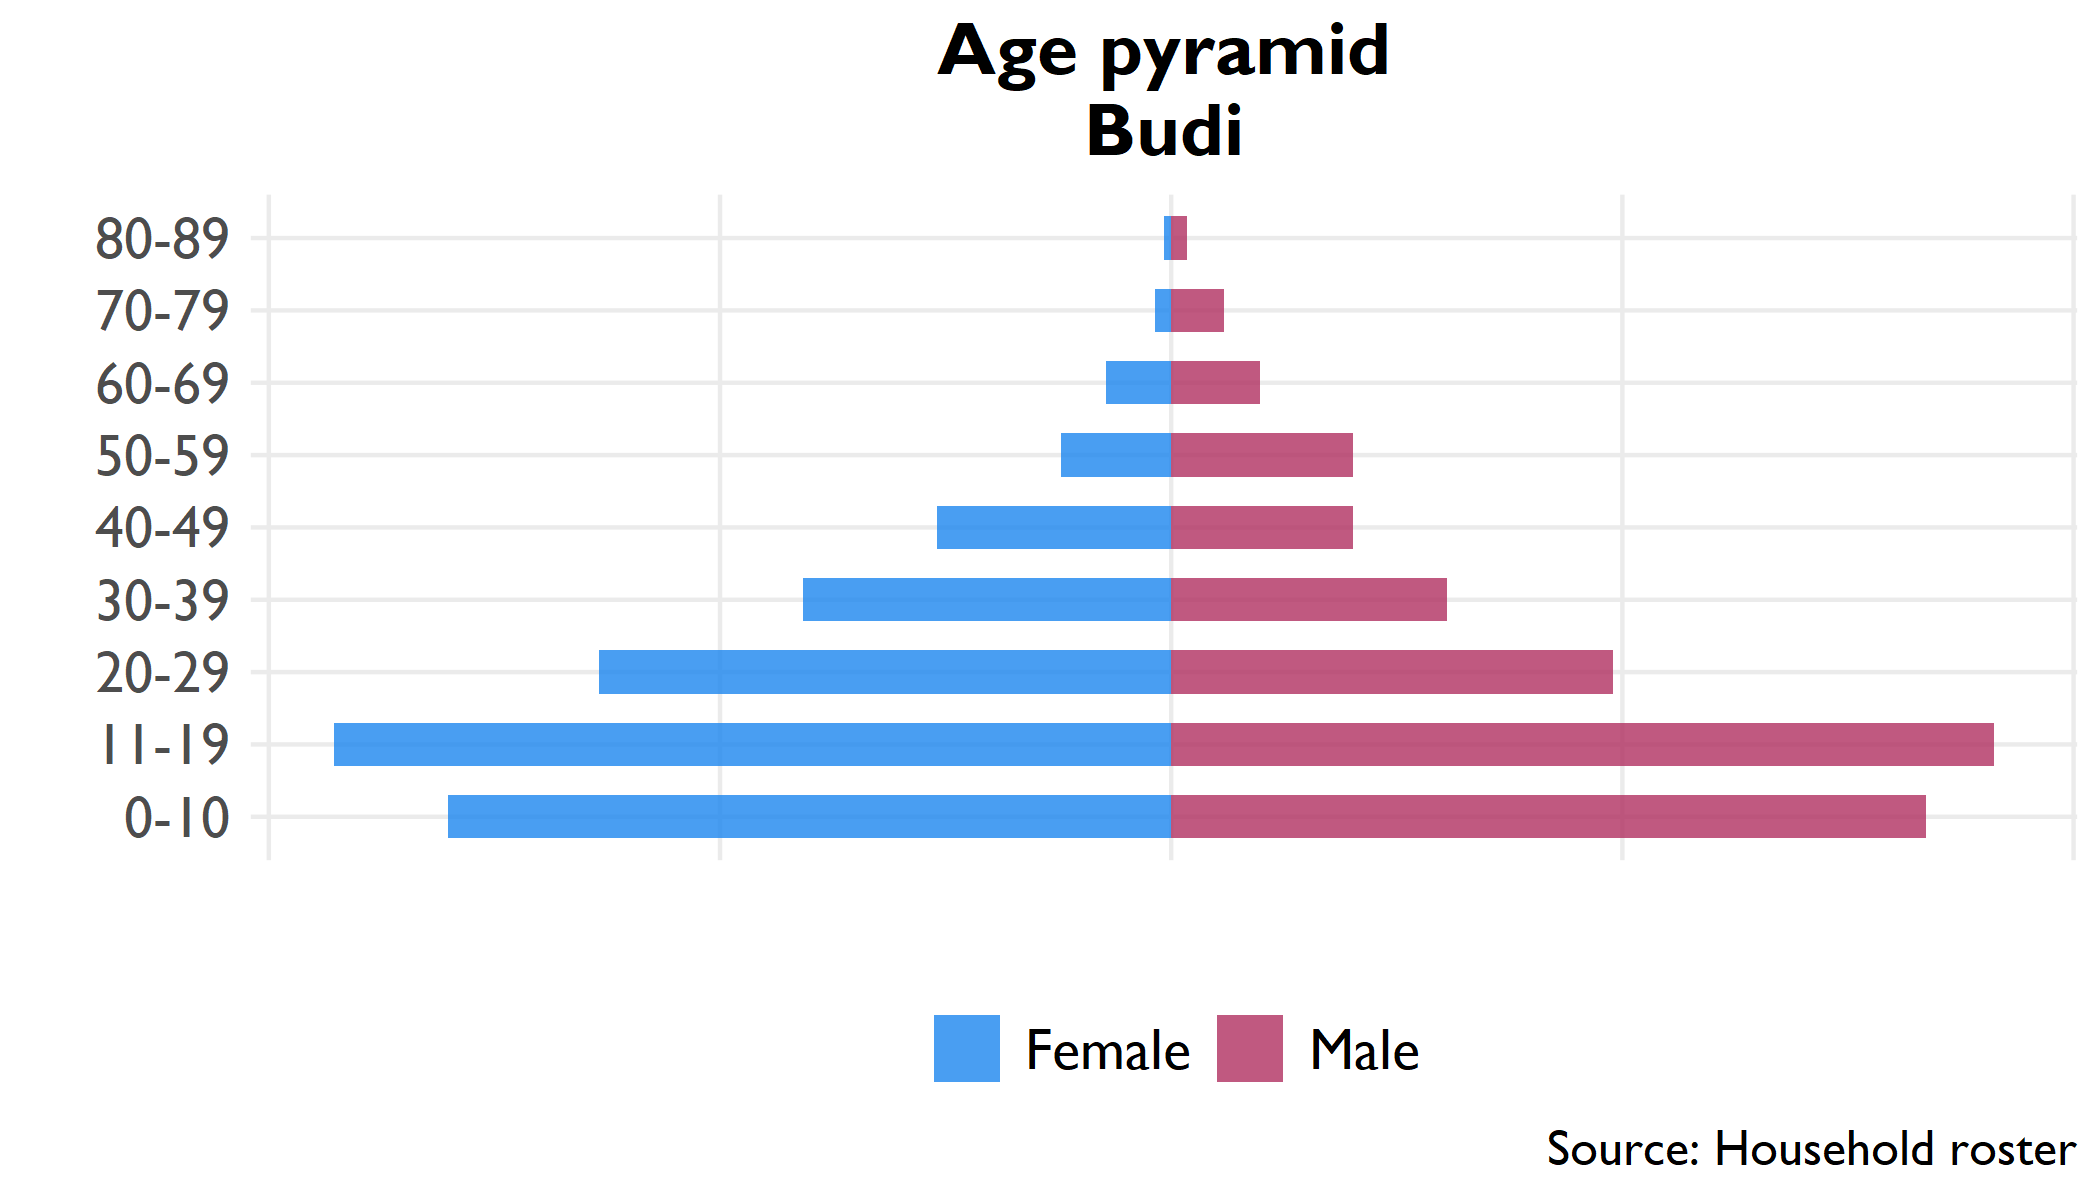 Age pyramid
Budi
80-89
70-79
60-69
50-59
40-49
30-39
20-29
11-19
0-10
Female
Male
Source: Household roster